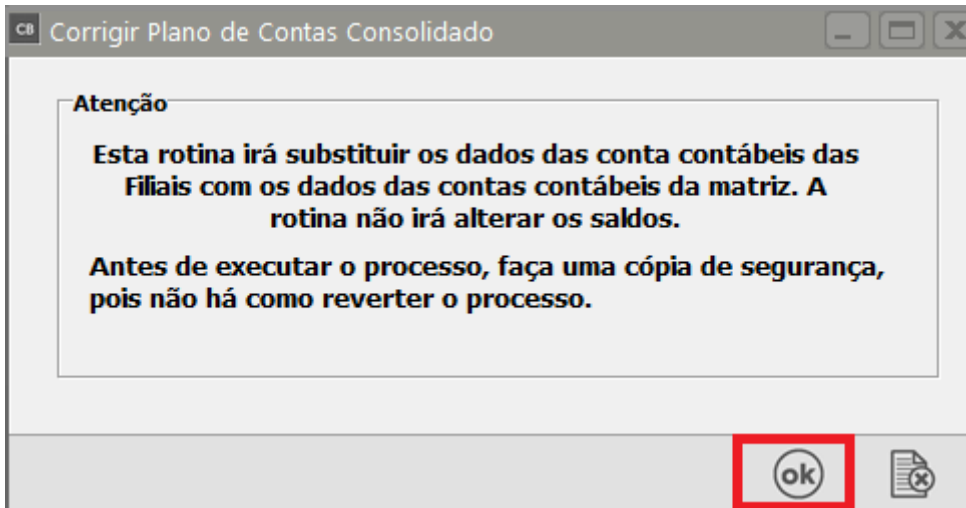 CB Corrigir Plano de Contas Consolidado
Atenção
Esta rotina irá substituir os dados das conta contábeis das
Filiais com os dados das contas contábeis da matriz. A
rotina não irá alterar os saldos.
Antes de executar o processo, faça uma cópia de segurança,
pois não há como reverter o processo.
ok